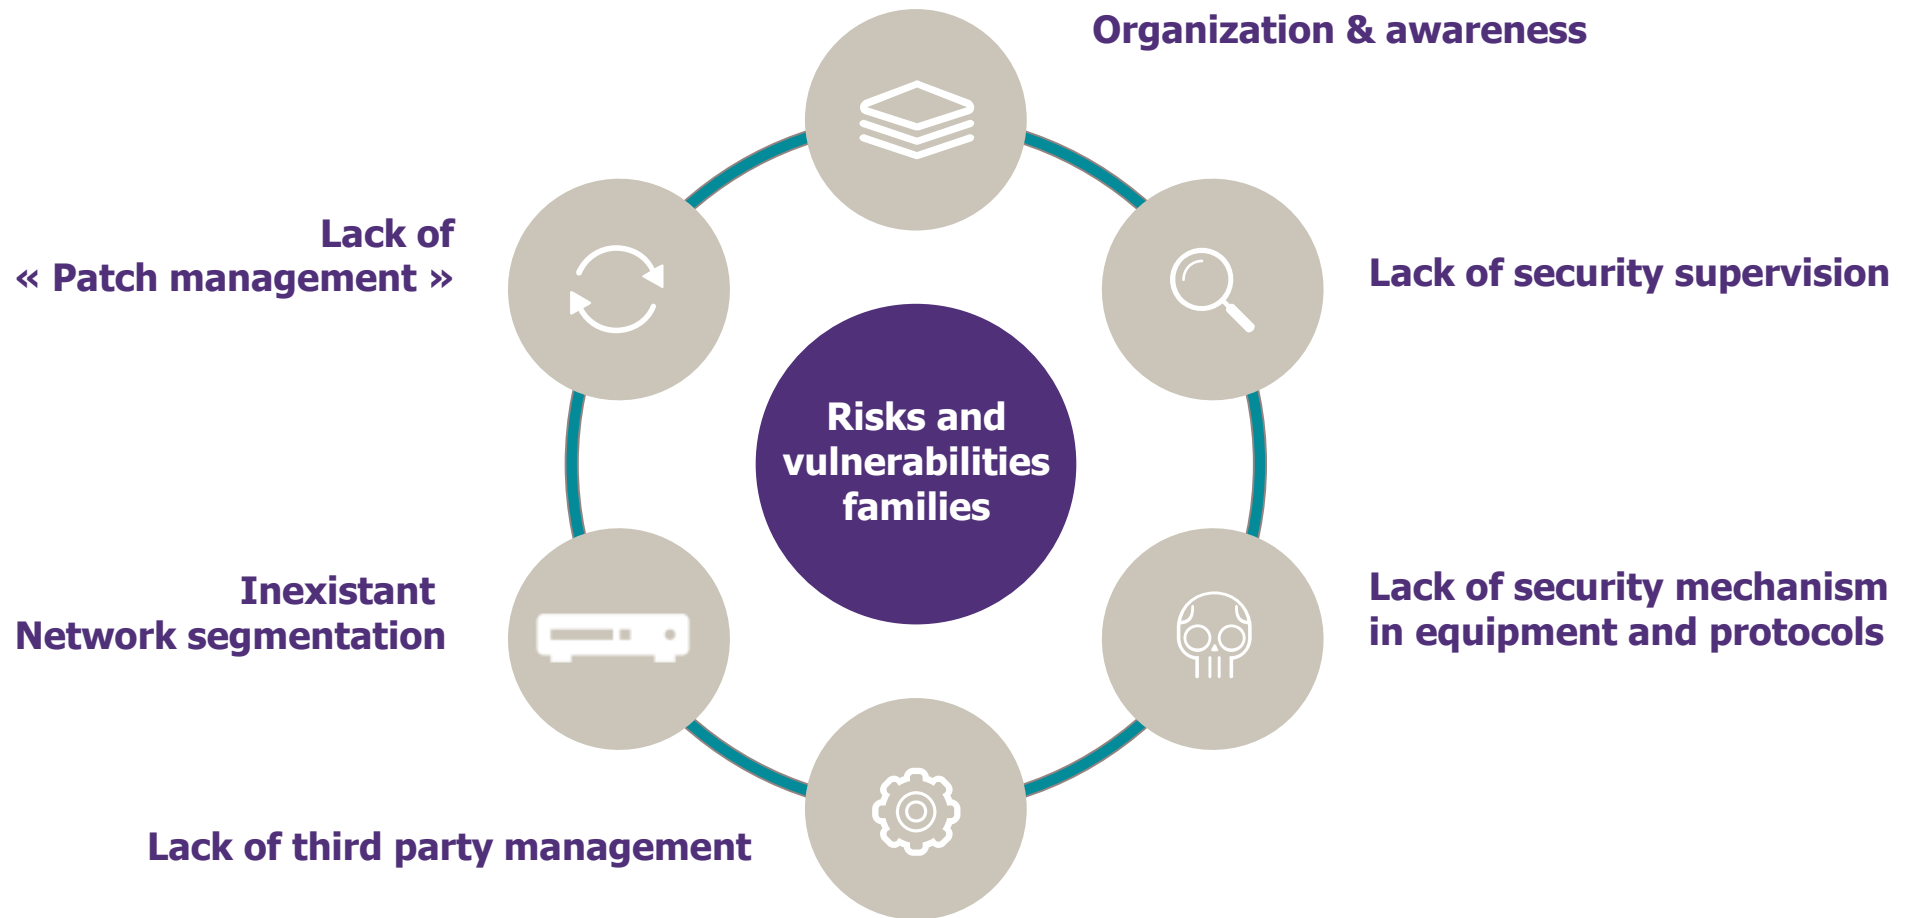 Organization & awareness
Lack of
« Patch management »
Lack of security supervision
Risks and
vulnerabilities
families
Inexistant
Network segmentation
Lack of security mechanism
in equipment and protocols
Lack of third party management